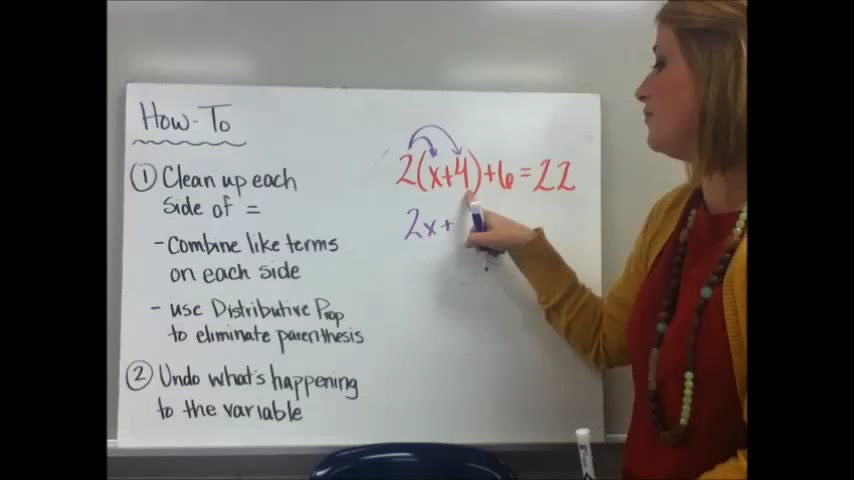 How-To
① Clean up each
side of =
- Combine like terms
on each side
- use Distributive Prop
to eliminate parenthesis
② Undo what's happening
to the variable
2(x+4)+6=22
2x+